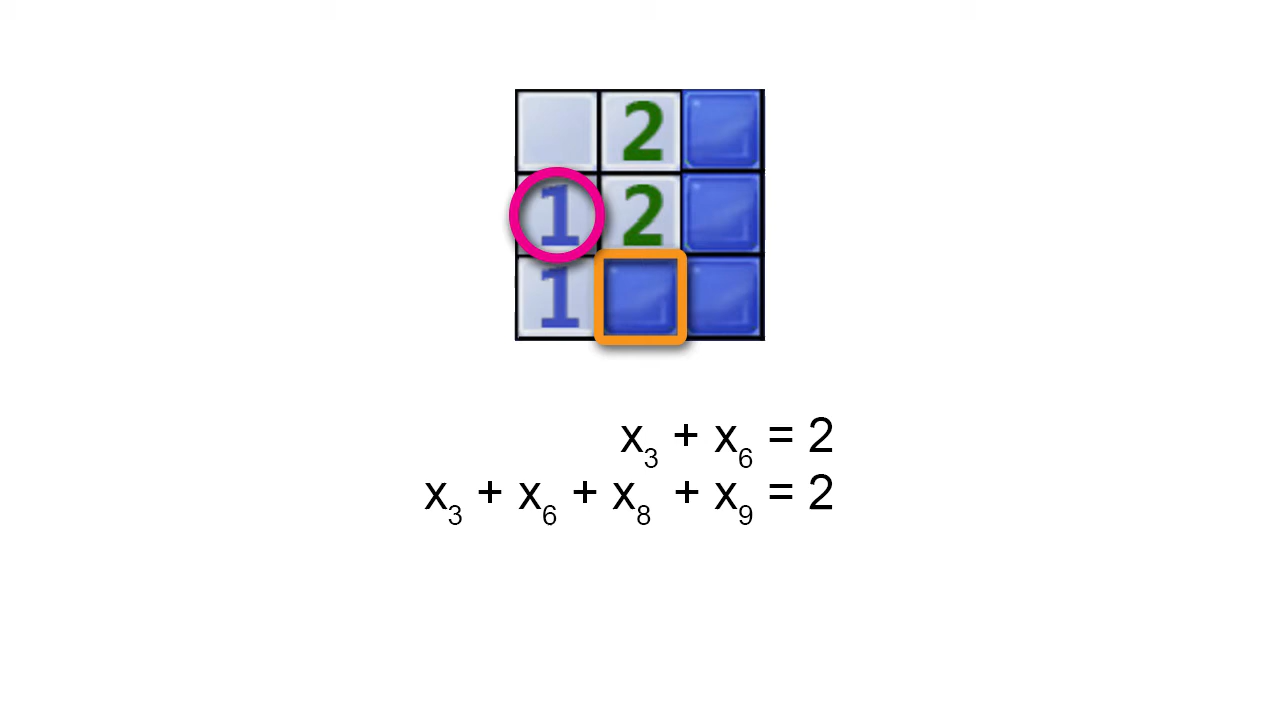 2
1 2
1
x₃ + x₆ = 2
x₃ + x₆ + x₈ + x₉ = 2